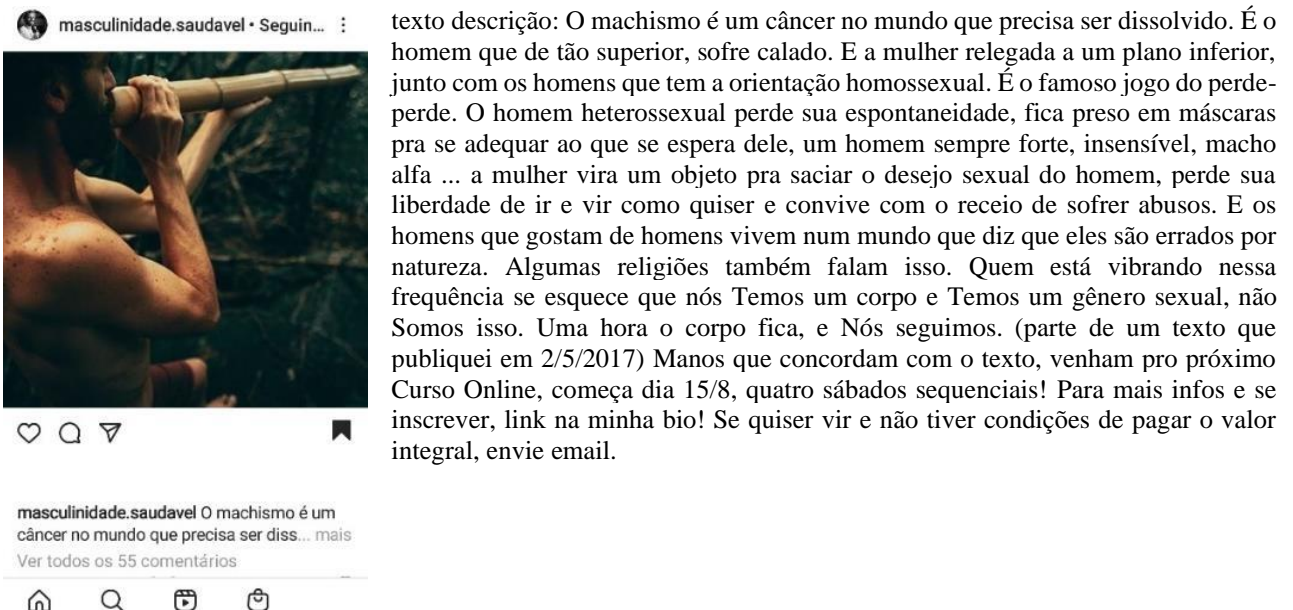 masculinidade.saudavel • Seguin...
texto descrição: O machismo é um câncer no mundo que precisa ser dissolvido. É o
homem que de tão superior, sofre calado. E a mulher relegada a um plano inferior,
junto com os homens que tem a orientação homossexual. É o famoso jogo do perde-
perde. O homem heterossexual perde sua espontaneidade, fica preso em máscaras
pra se adequar ao que se espera dele, um homem sempre forte, insensível, macho
alfa ... a mulher vira um objeto pra saciar o desejo sexual do homem, perde sua
liberdade de ir e vir como quiser e convive com o receio de sofrer abusos. E os
homens que gostam de homens vivem num mundo que diz que eles são errados por
natureza. Algumas religiões também falam isso. Quem está vibrando nessa
frequência se esquece que nós Temos um corpo e Temos um gênero sexual, não
Somos isso. Uma hora o corpo fica, e Nós seguimos. (parte de um texto que
publiquei em 2/5/2017) Manos que concordam com o texto, venham pro próximo
Curso Online, começa dia 15/8, quatro sábados sequenciais! Para mais infos e se
inscrever, link na minha bio! Se quiser vir e não tiver condições de pagar o valor
integral, envie email.
masculinidade.saudavel O machismo é um
câncer no mundo que precisa ser diss... mais
Ver todos os 55 comentários